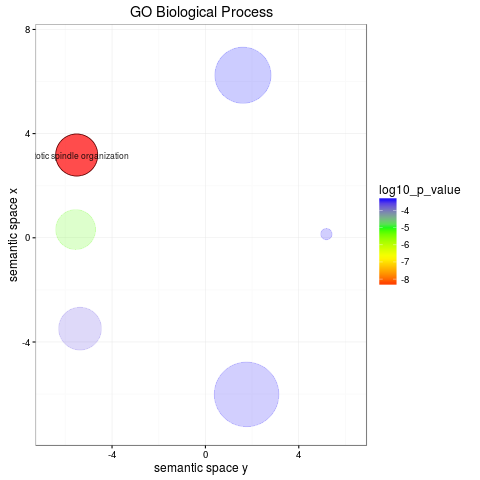 GO Biological Process
8
4
0
-4
-4
0
4
semantic space x
semantic space y
otic spindle organization
log10_p_value
-4
-5
-6
-7
-8